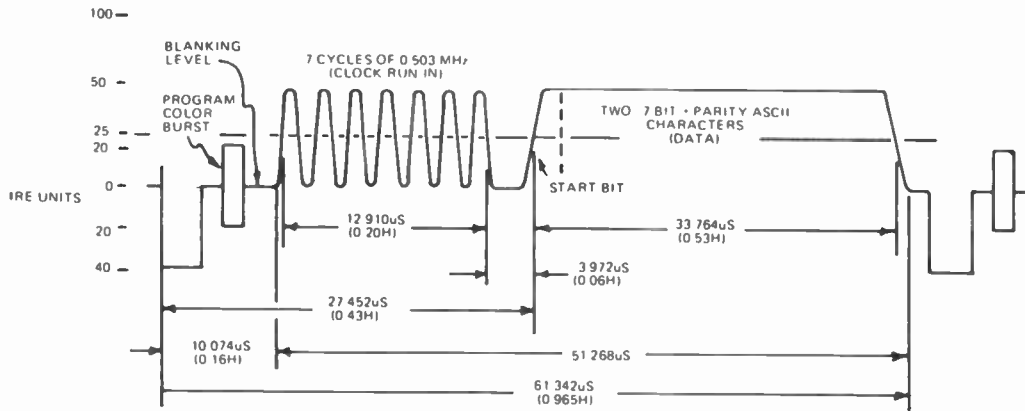 100
BLANKING
LEVEL
7 CYCLES OF 0 503 MHz
(CLOCK RUN IN)
50
PROGRAM
COLOR
BURST
TWO 7 BIT + PARITY ASCII
CHARACTERS
(DATA)
25
20
START BIT
IRE UNITS
0
12 910uS
(0.20H)
33 764uS
(0 53H)
20
40
3 972uS
(0 06H)
27 452uS
(0 43H)
10 074uS
(0 16H)
51 268uS
61 342uS
(0 965H)